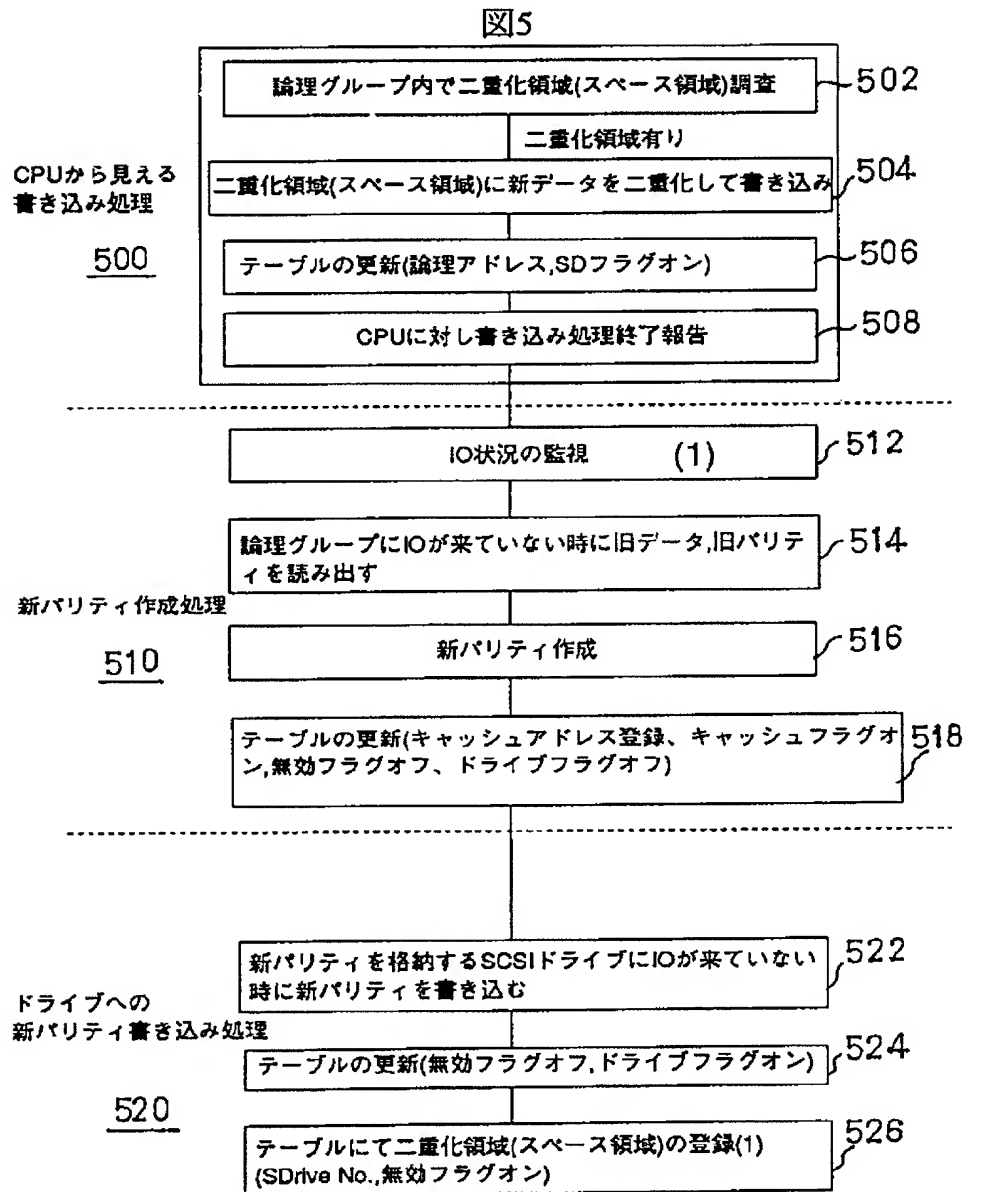 図5
論理グループ内で二重化領域(スペース領域)調査
502
二重化領域有り
CPUから見える
書き込み処理
500
二重化領域(スペース領域)に新データを二重化して書き込み
504
テーブルの更新(論理アドレス,SDフラグオン)
506
CPUに対し書き込み処理終了報告
508
IO状況の監視 (1)
512
論理グループにIOが来ていない時に旧データ,旧パリテ
ィを読み出す
514
新パリティ作成処理
510
新パリティ作成
516
テーブルの更新(キャッシュアドレス登録、キャッシュフラグオ
ン,無効フラグオフ、ドライブフラグオフ)
518
新パリティを格納するSCSIドライブにIOが来ていない
時に新パリティを書き込む
522
ドライブへの
新パリティ書き込み処理
520
テーブルの更新(無効フラグオフ,ドライブフラグオン)
524
テーブルにて二重化領域(スペース領域)の登録(1)
(SDrive No.,無効フラグオン)
526